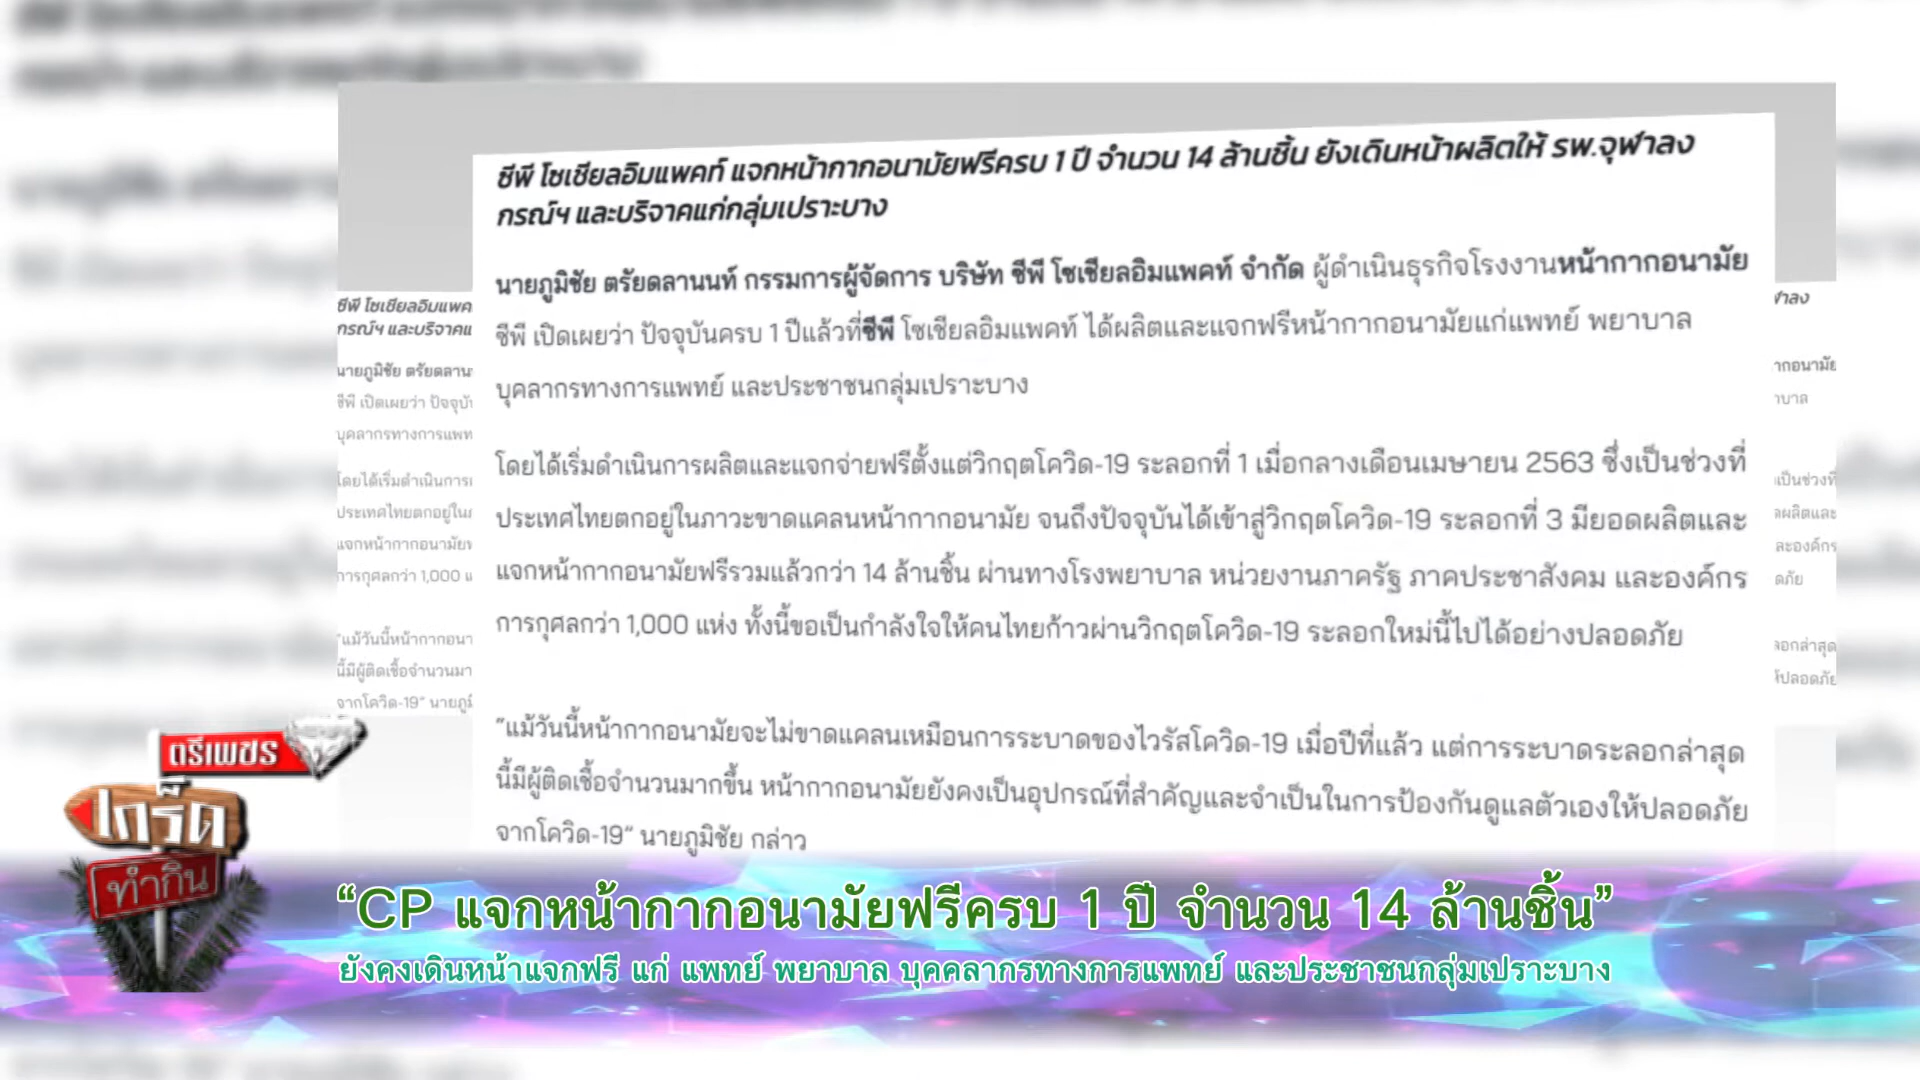 ซีพี โซเชียลอิมแพคท์ แจกหน้ากากอนามัยฟรีครบ 1 ปี จำนวน 14 ล้านชิ้น ยังเดินหน้าผลิตให้ รพ.จุฬาลง
กรณ์ฯ และบริจาคแก่กลุ่มเปราะบาง
นายภูมิชัย ตรัยดลานนท์ กรรมการผู้จัดการ บริษัท ซีพี โซเชียลอิมแพคท์ จำกัด ผู้ดำเนินธุรกิจโรงงานหน้ากากอนามัย
ซีพี เปิดเผยว่า ปัจจุบันครบ 1 ปีแล้วที่ซีพี โซเชียลอิมแพคท์ ได้ผลิตและแจกฟรีหน้ากากอนามัยแก่แพทย์ พยาบาล
บุคลากรทางการแพทย์ และประชาชนกลุ่มเปราะบาง
โดยได้เริ่มดำเนินการผลิตและแจกจ่ายฟรีตั้งแต่วิกฤตโควิด-19 ระลอกที่ 1 เมื่อกลางเดือนเมษายน 2563 ซึ่งเป็นช่วงที่
ประเทศไทยตกอยู่ในภาวะขาดแคลนหน้ากากอนามัย จนถึงปัจจุบันได้เข้าสู่วิกฤตโควิด-19 ระลอกที่ 3 มียอดผลิตและ
แจกหน้ากากอนามัยฟรีรวมแล้วกว่า 14 ล้านชิ้น ผ่านทางโรงพยาบาล หน่วยงานภาครัฐ ภาคประชาสังคม และองค์กร
การกุศลกว่า 1,000 แห่ง ทั้งนี้ขอเป็นกำลังใจให้คนไทยก้าวผ่านวิกฤตโควิด-19 ระลอกใหม่นี้ไปได้อย่างปลอดภัย
"แม้วันนี้หน้ากากอนามัยจะไม่ขาดแคลนเหมือนการระบาดของไวรัสโควิด-19 เมื่อปีที่แล้ว แต่การระบาดระลอกล่าสุด
นี้มีผู้ติดเชื้อจำนวนมากขึ้น หน้ากากอนามัยยังคงเป็นอุปกรณ์ที่สำคัญและจำเป็นในการป้องกันดูแลตัวเองให้ปลอดภัย
จากโควิด-19" นายภูมิชัย กล่าว
ตรีเพชร
เกร็ด
ทำกิน
“CP แจกหน้ากากอนามัยฟรีครบ 1 ปี จำนวน 14 ล้านชิ้น”
ยังคงเดินหน้าแจกฟรี แก่ แพทย์ พยาบาล บุคคลากรทางการแพทย์ และประชาชนกลุ่มเปราะบาง